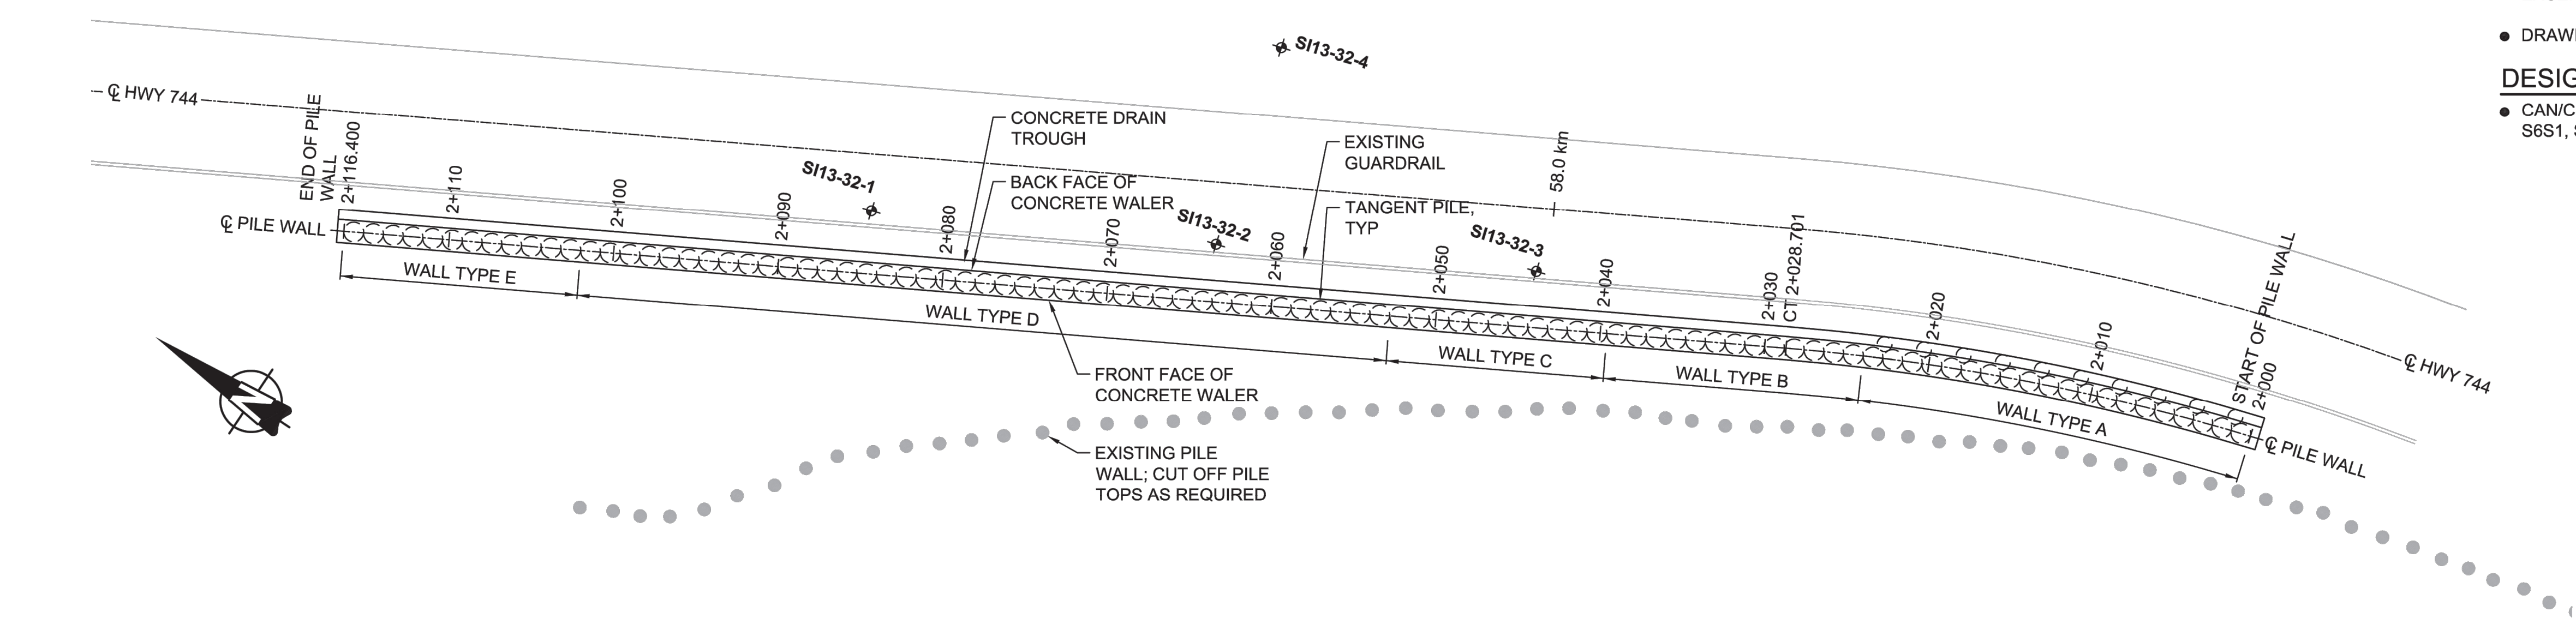 DRAWI
DESIG
CAN/C
S6S1, S
SI13-32-4
℄ HWY 744
END OF PILE
WALL
2+116.400
2+110
2+100
2+090
SI13-32-1
2+080
CONCRETE DRAIN
TROUGH
BACK FACE OF
CONCRETE WALER
2+070
SI13-32-2
2+060
EXISTING
GUARDRAIL
TANGENT PILE,
TYP
2+050
SI13-32-3
58.0 km
2+040
2+030
CT 2+028.701
2+020
2+010
START OF PILE WALL
2+000
℄ HWY 744
℄ PILE WALL
℄ PILE WALL
WALL TYPE E
WALL TYPE D
WALL TYPE C
WALL TYPE B
WALL TYPE A
FRONT FACE OF
CONCRETE WALER
EXISTING PILE
WALL; CUT OFF PILE
TOPS AS REQUIRED
N